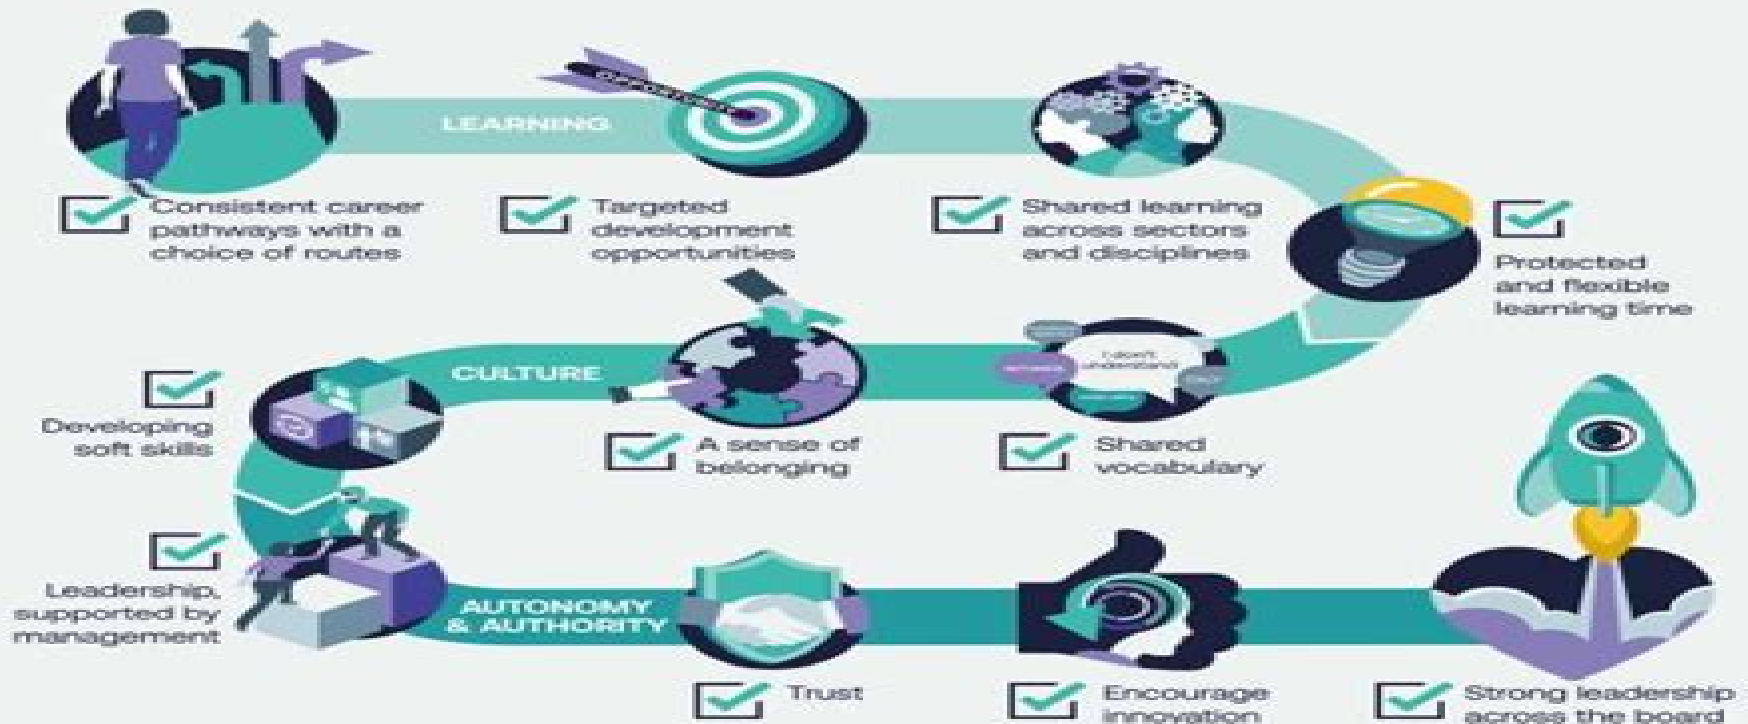 LEARNING
Consistent career
pathways with a
choice of routes
Targeted
development
opportunities
Shared learning
across sectors
and disciplines
Protected
and flexible
learning time
CULTURE
I don't
understand
Shared
vocabulary
A sense of
belonging
Developing
soft skills
Leadership,
supported by
management
AUTONOMY
& AUTHORITY
Trust
Encourage
innovation
Strong leadership
across the board